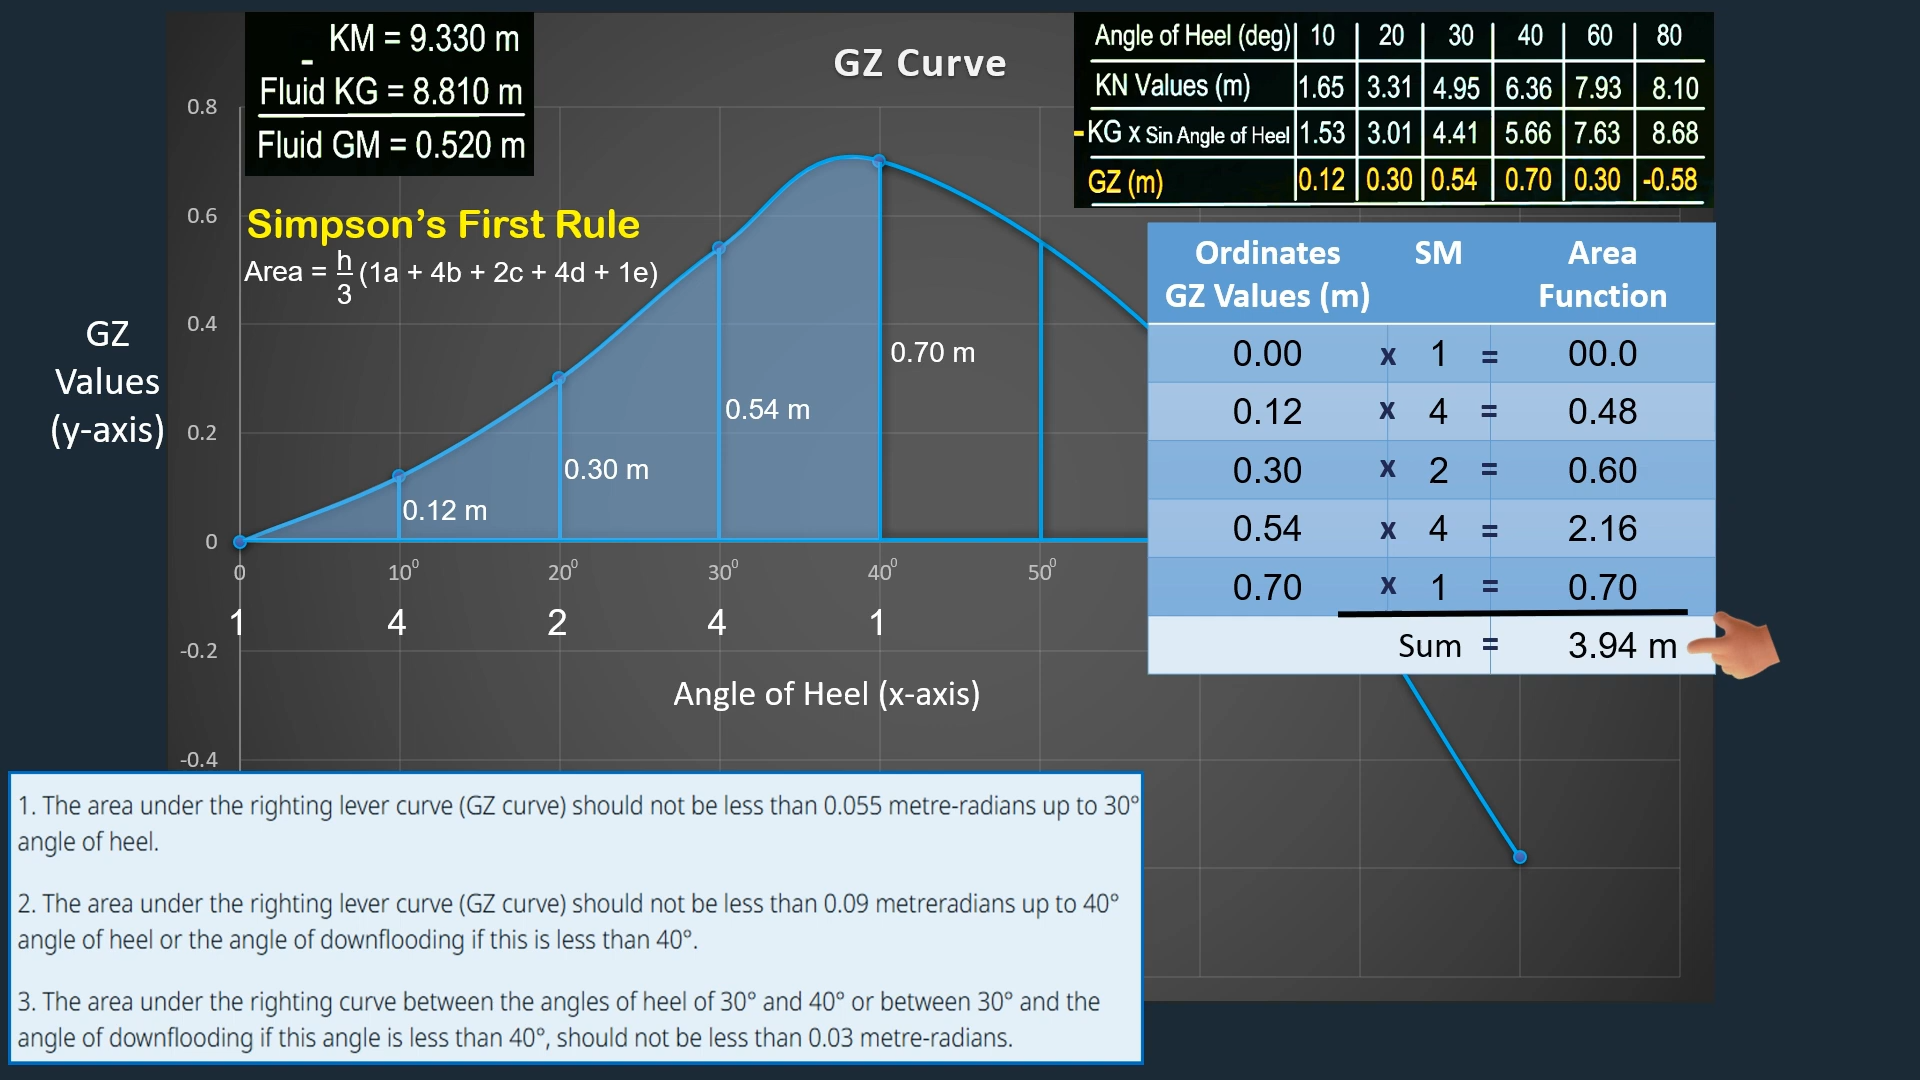 KM = 9.330 m
-
Fluid KG = 8.810 m
Fluid GM = 0.520 m
GZ Curve
Angle of Heel (deg) 10 20 30 40 60 80
KN Values (m) 1.65 3.31 4.95 6.36 7.93 8.10
-KG x Sin Angle of Heel 1.53 3.01 4.41 5.66 7.63 8.68
GZ (m) 0.12 0.30 0.54 0.70 0.30 -0.58
Simpson’s First Rule
Area = h/3 (1a + 4b + 2c + 4d + 1e)
GZ
Values
(y-axis)
0.8
0.6
0.4
0.2
0
-0.2
-0.4
0.12 m
0.30 m
0.54 m
0.70 m
0 10⁰ 20⁰ 30⁰ 40⁰ 50⁰
1 4 2 4 1
Angle of Heel (x-axis)
Ordinates SM Area
GZ Values (m) Function
0.00 x 1 = 00.0
0.12 x 4 = 0.48
0.30 x 2 = 0.60
0.54 x 4 = 2.16
0.70 x 1 = 0.70
Sum = 3.94 m
1. The area under the righting lever curve (GZ curve) should not be less than 0.055 metre-radians up to 30°
angle of heel.
2. The area under the righting lever curve (GZ curve) should not be less than 0.09 metreradians up to 40°
angle of heel or the angle of downflooding if this is less than 40°.
3. The area under the righting curve between the angles of heel of 30° and 40° or between 30° and the
angle of downflooding if this angle is less than 40°, should not be less than 0.03 metre-radians.